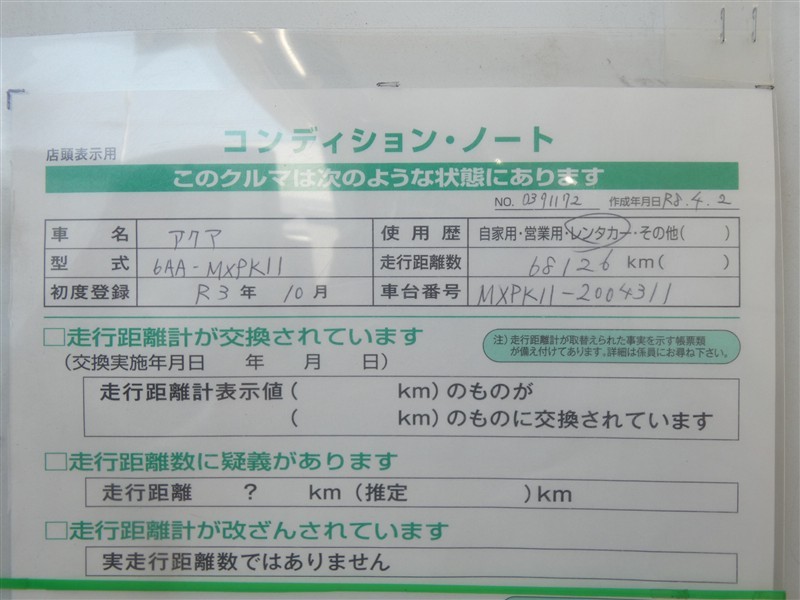 コンディション・ノート
店頭表示用
このクルマは次のような状態にあります
NO. 0391172 作成年月日 R8.4.2
車名 アクア 使用歴 自家用・営業用・レンタカー・その他( )
型式 6AA-MXPK11 走行距離数 68126 km( )
初度登録 R3年 10月 車台番号 MXPK11-2004311
□走行距離計が交換されています
(交換実施年月日 年 月 日)
注)走行距離計が取替えられた事実を示す帳票類
が備え付けてあります。詳細は係員にお尋ね下さい。
走行距離計表示値( km)のものが
( km)のものに交換されています
□走行距離数に疑義があります
走行距離 ? km(推定 )km
□走行距離計が改ざんされています
実走行距離数ではありません